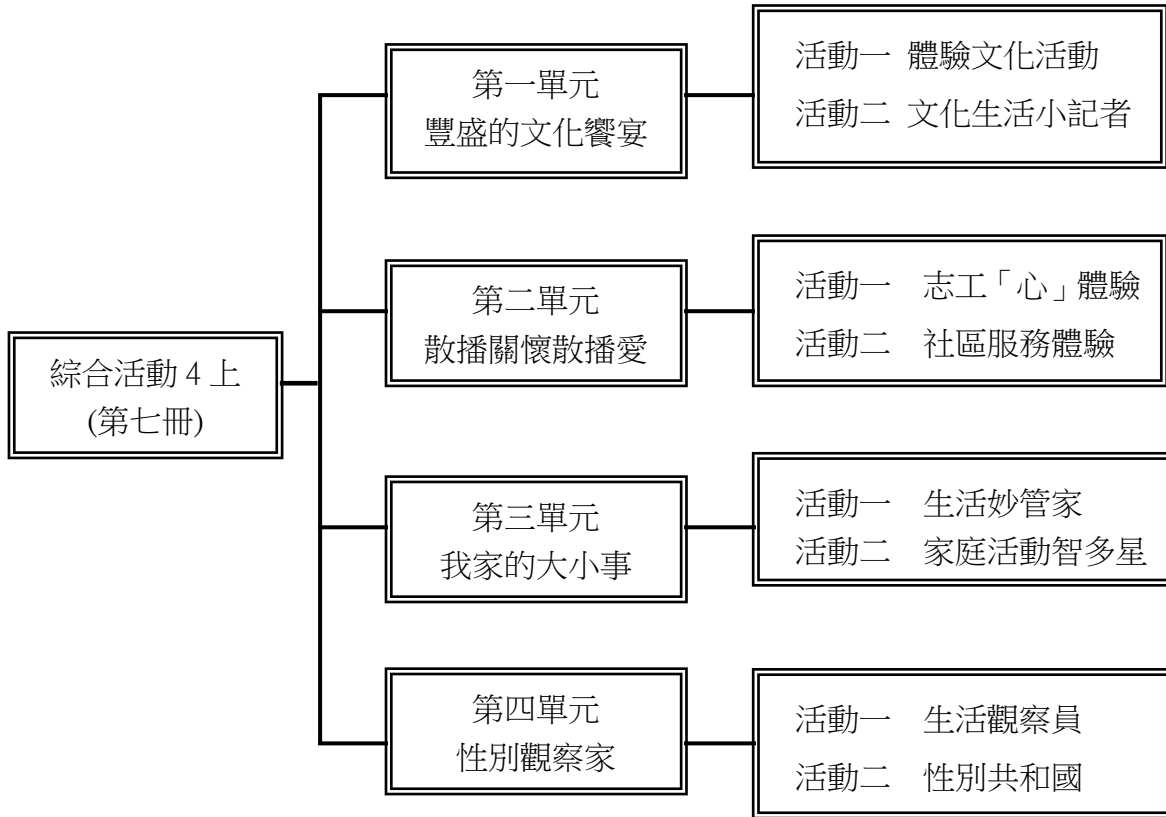 綜合活動 4 上
(第七冊)
第一單元
豐盛的文化饗宴
活動一 體驗文化活動
活動二 文化生活小記者
第二單元
散播關懷散播愛
活動一 志工「心」體驗
活動二 社區服務體驗
第三單元
我家的大小事
活動一 生活妙管家
活動二 家庭活動智多星
第四單元
性別觀察家
活動一 生活觀察員
活動二 性別共和國